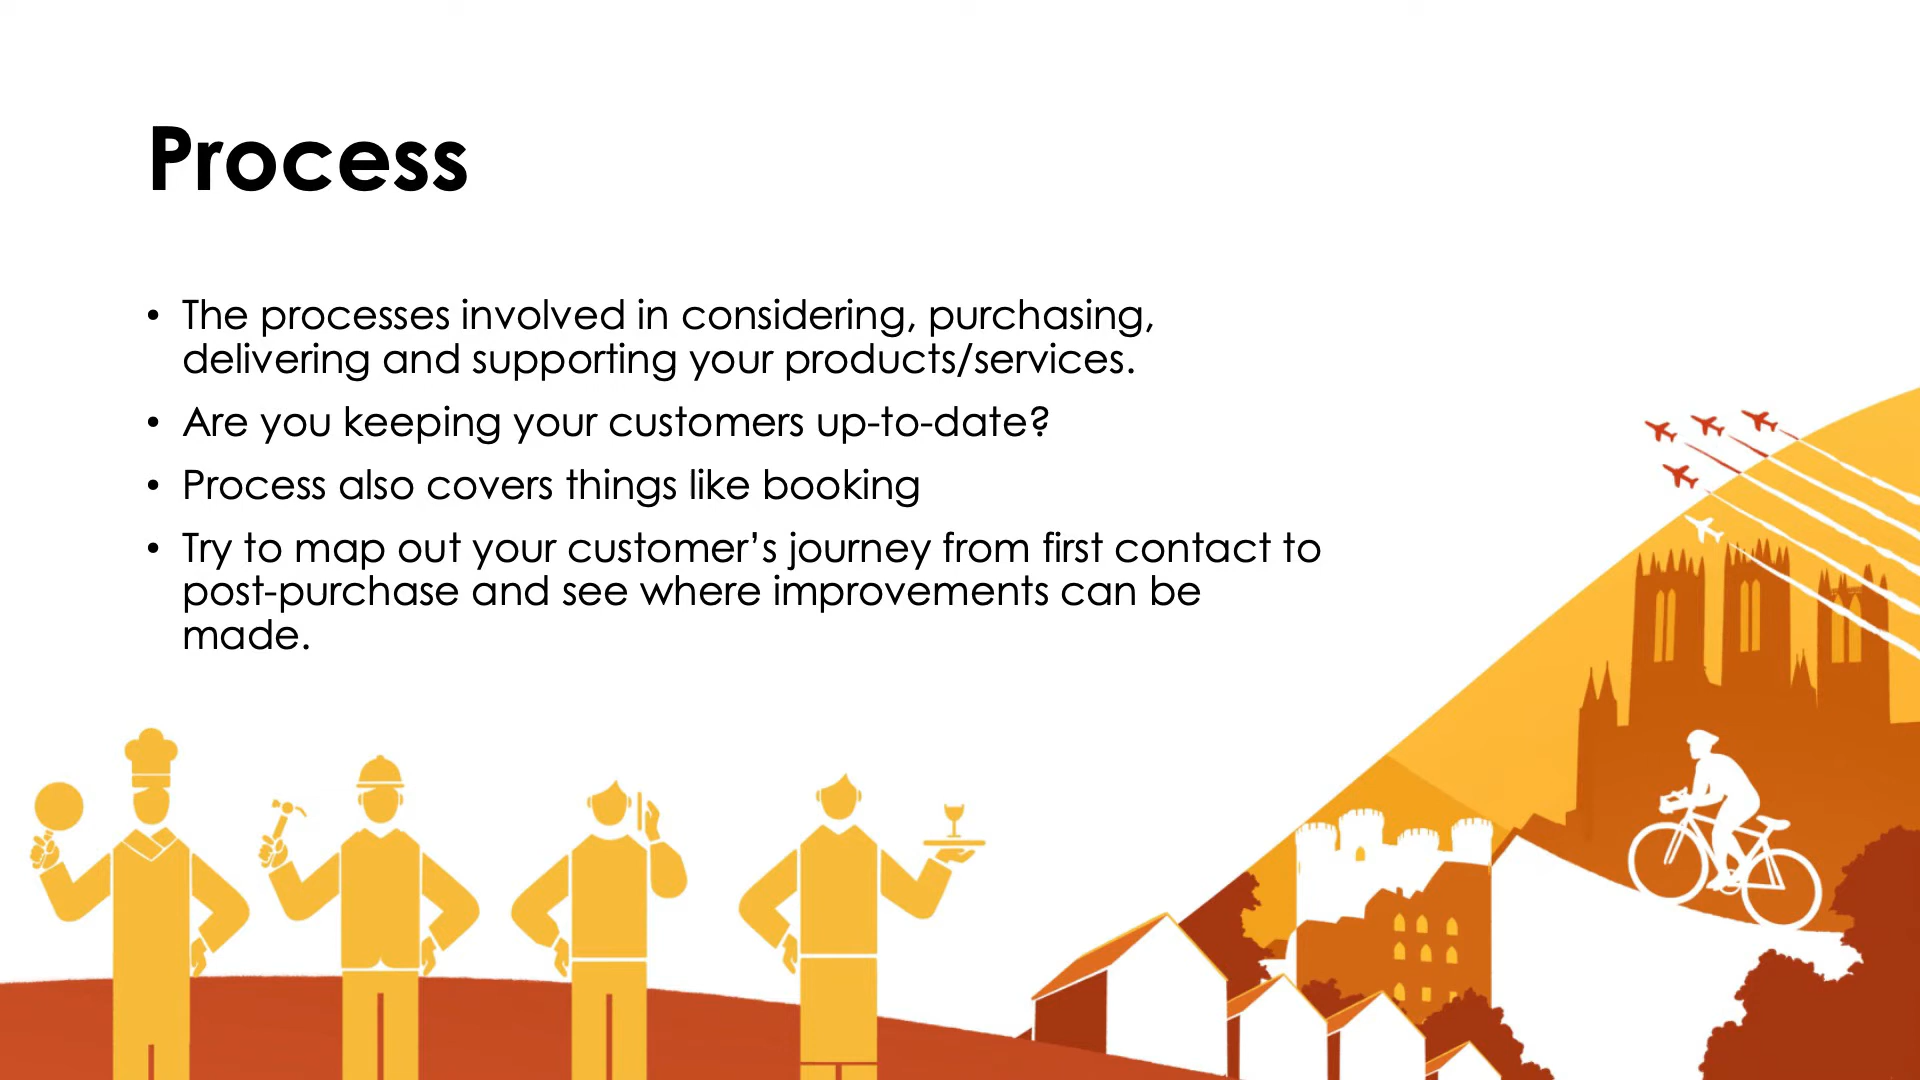 Process
• The processes involved in considering, purchasing,
delivering and supporting your products/services.
• Are you keeping your customers up-to-date?
• Process also covers things like booking
• Try to map out your customer’s journey from first contact to
post-purchase and see where improvements can be
made.